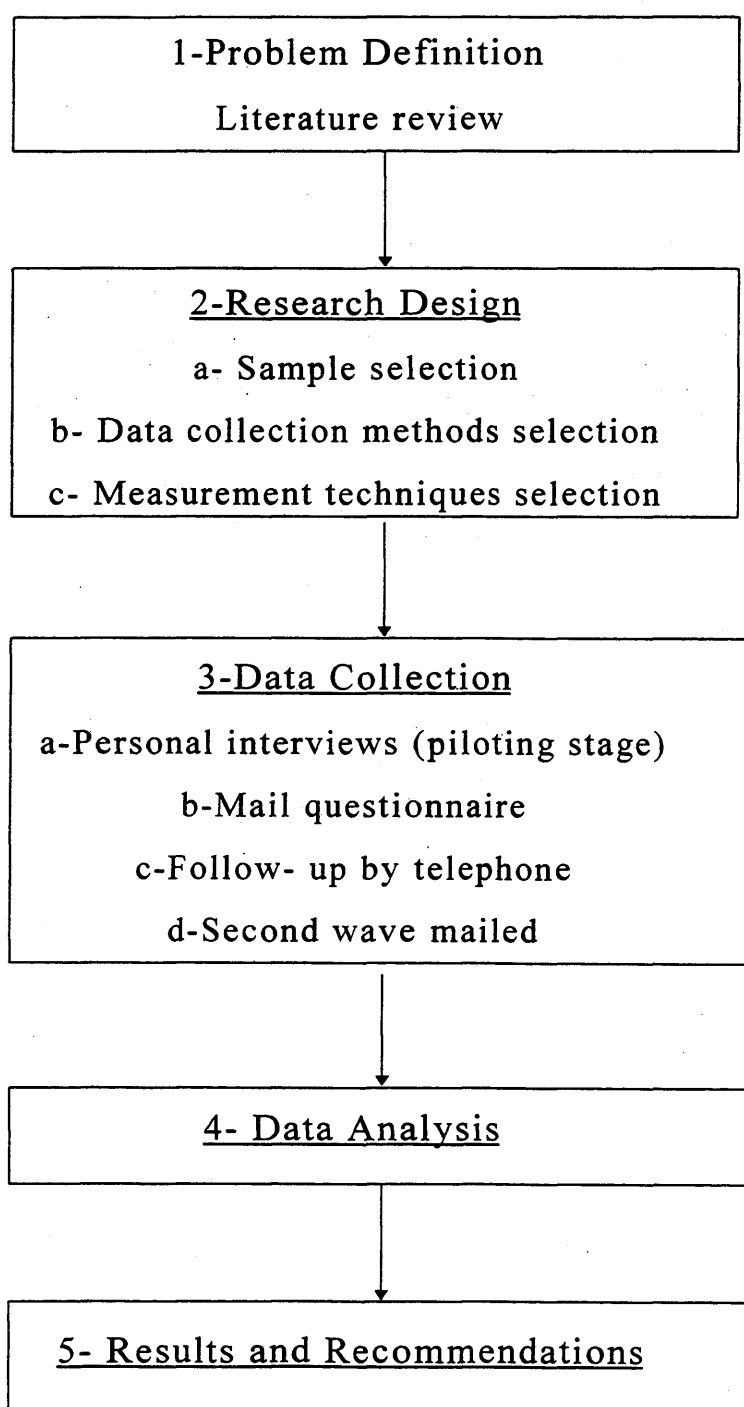 1-Problem Definition
Literature review
2-Research Design
a- Sample selection
b- Data collection methods selection
c- Measurement techniques selection
3-Data Collection
a-Personal interviews (piloting stage)
b-Mail questionnaire
c-Follow- up by telephone
d-Second wave mailed
4- Data Analysis
5- Results and Recommendations